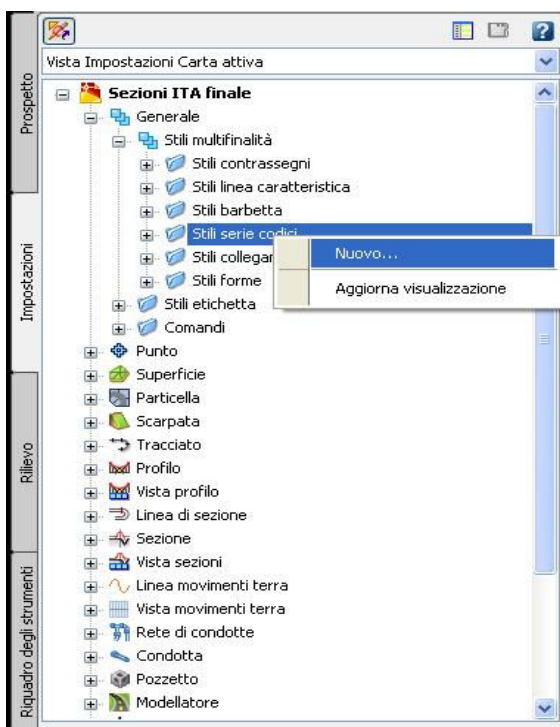 Vista Impostazioni Carta attiva
Sezioni ITA finale
Generale
Stili multifinalità
Stili contrassegni
Stili linea caratteristica
Stili barbetta
Stili serie codici
Nuovo...
Aggiorna visualizzazione
Stili forme
Stili etichetta
Comandi
Punto
Superficie
Particella
Scarpata
Tracciato
Profilo
Vista profilo
Linea di sezione
Sezione
Vista sezioni
Linea movimenti terra
Vista movimenti terra
Rete di condotte
Condotta
Pozzetto
Modellatore
Prospetto
Impostazioni
Rilievo
Riquadro degli strumenti